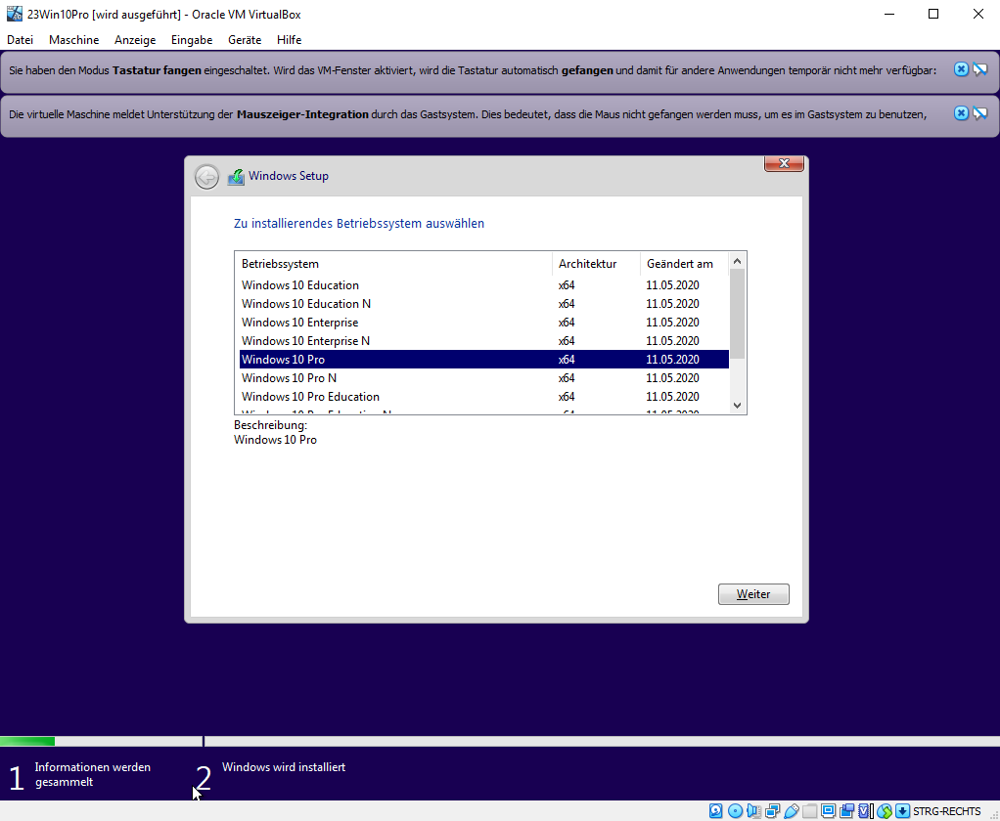 23Win10Pro [wird ausgeführt] - Oracle VM VirtualBox
Datei Maschine Anzeige Eingabe Geräte Hilfe
Sie haben den Modus Tastatur fangen eingeschaltet. Wird das VM-Fenster aktiviert, wird die Tastatur automatisch gefangen und damit für andere Anwendungen temporär nicht mehr verfügbar:
Die virtuelle Maschine meldet Unterstützung der Mauszeiger-Integration durch das Gastsystem. Dies bedeutet, dass die Maus nicht gefangen werden muss, um es im Gastsystem zu benutzen,
Windows Setup
Zu installierendes Betriebssystem auswählen
Betriebssystem Architektur Geändert am
Windows 10 Education x64 11.05.2020
Windows 10 Education N x64 11.05.2020
Windows 10 Enterprise x64 11.05.2020
Windows 10 Enterprise N x64 11.05.2020
Windows 10 Pro x64 11.05.2020
Windows 10 Pro N x64 11.05.2020
Windows 10 Pro Education x64 11.05.2020
Beschreibung:
Windows 10 Pro
Weiter
1 Informationen werden
gesammelt
2 Windows wird installiert
STRG-RECHTS